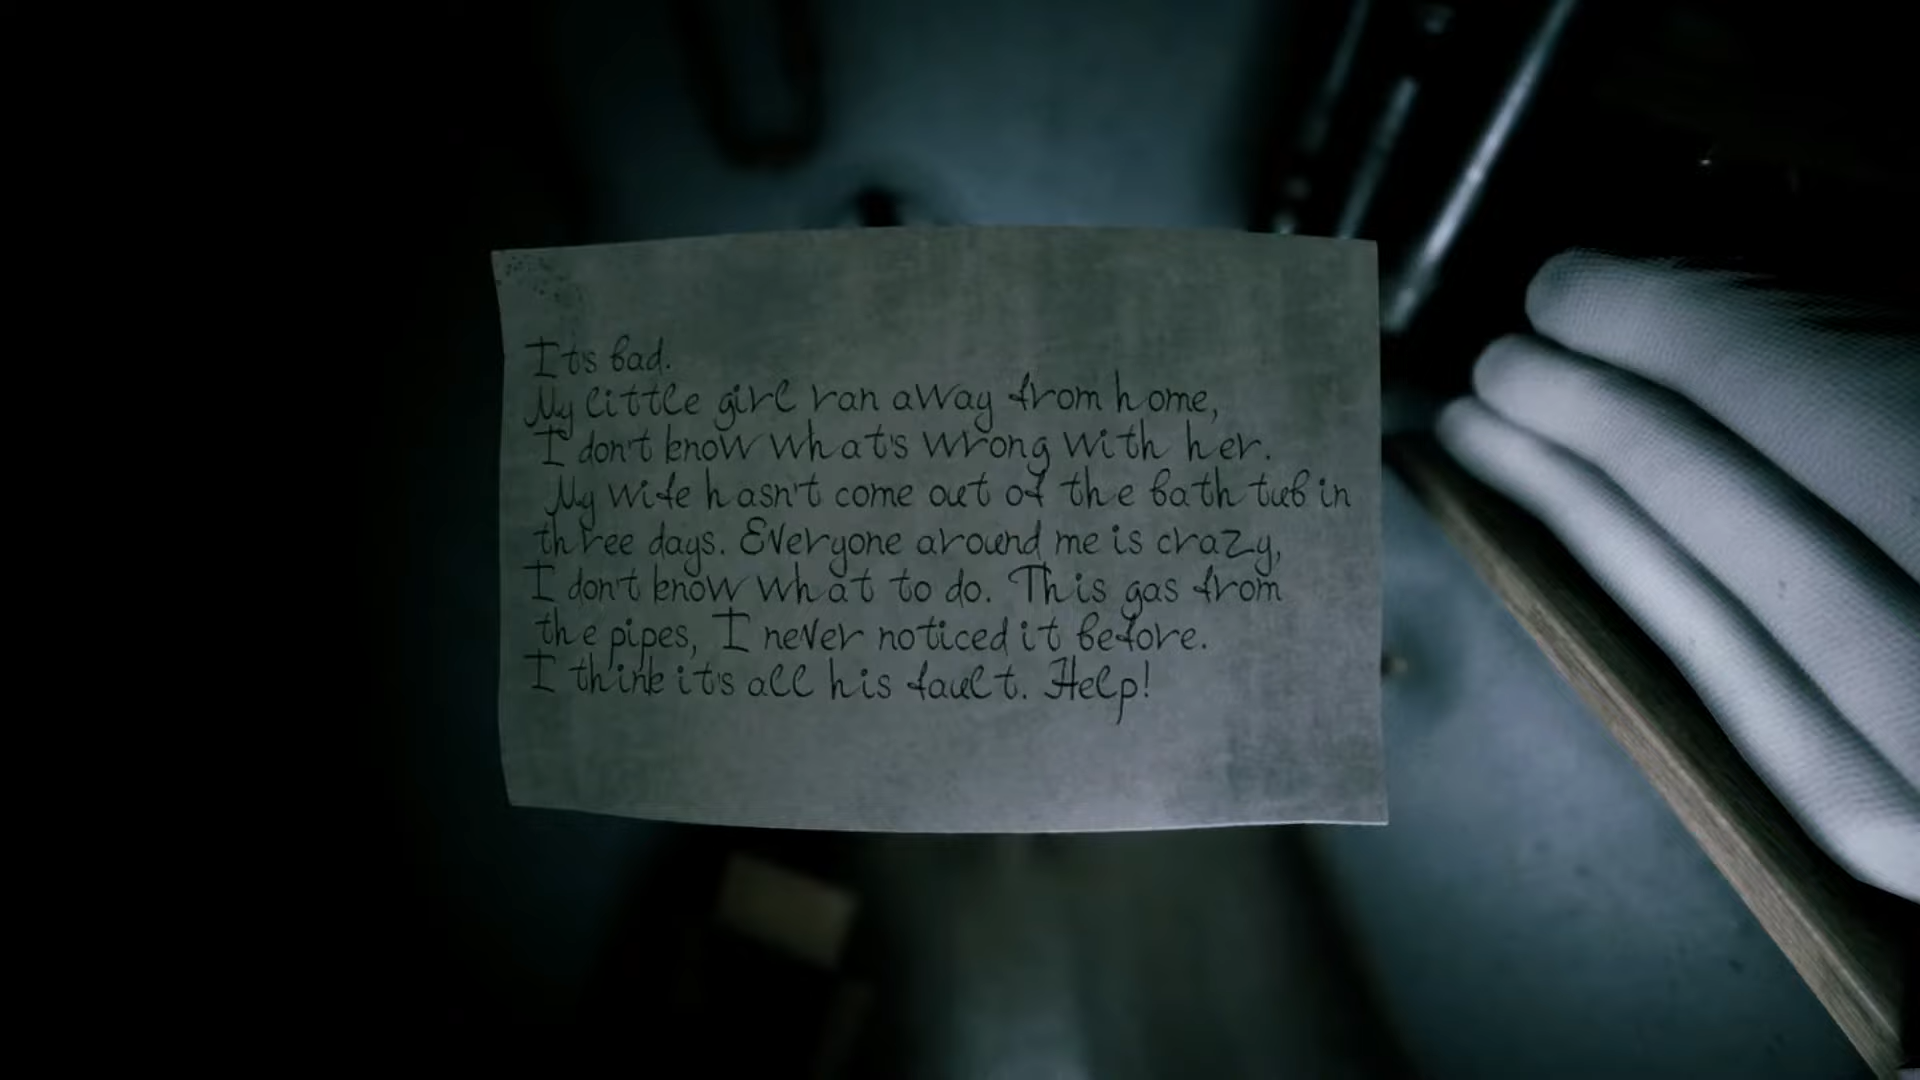 It's bad.
My little girl ran away from home,
I don't know what's wrong with her.
My wife hasn't come out of the bath tub in
three days. Everyone around me is crazy,
I don't know what to do. This gas from
the pipes, I never noticed it before.
I think it's all his fault. Help!